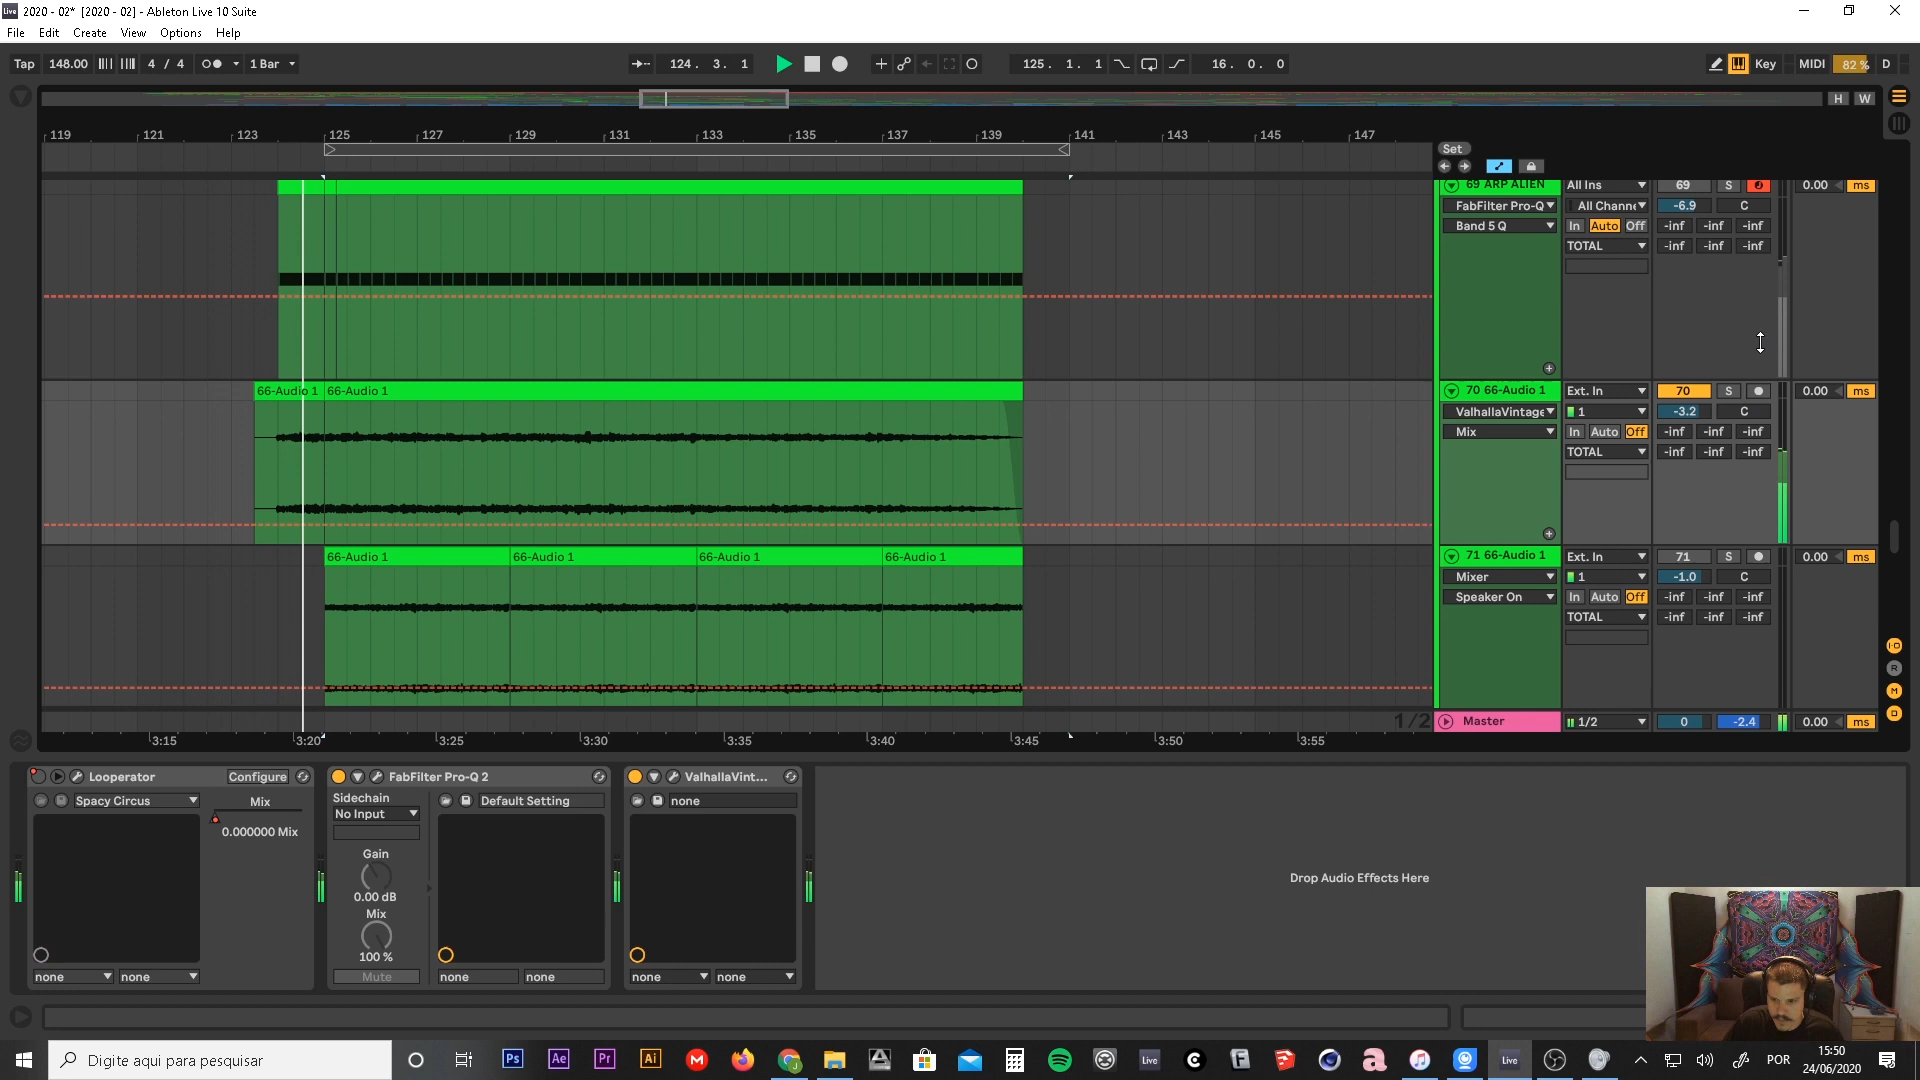 2020 - 02* [2020 - 02] - Ableton Live 10 Suite
File Edit Create View Options Help
Tap 148.00 4 / 4 1 Bar 124. 3. 1 125. 1. 1 16. 0. 0 Key MIDI 82 % D
H W
119 121 123 125 127 129 131 133 135 137 139 141 143 145 147
Set
69 ARP ALIEN All Ins 69 S 0.00 ms
FabFilter Pro-Q All Channe -6.9 C
Band 5 Q In Auto Off -inf -inf -inf
TOTAL -inf -inf -inf
66-Audio 1 66-Audio 1 70 66-Audio 1 Ext. In 70 S 0.00 ms
ValhallaVintage 1 -3.2 C
Mix In Auto Off -inf -inf -inf
TOTAL -inf -inf -inf
66-Audio 1 66-Audio 1 66-Audio 1 66-Audio 1 71 66-Audio 1 Ext. In 71 S 0.00 ms
Mixer 1 -1.0 C
Speaker On In Auto Off -inf -inf -inf
TOTAL -inf -inf -inf
I·O
R
M
D
1/2 Master 1/2 0 -2.4 0.00 ms
3:15 3:20 3:25 3:30 3:35 3:40 3:45 3:50 3:55
Looperator Configure FabFilter Pro-Q 2 ValhallaVint...
Spacy Circus Mix Sidechain Default Setting none
No Input
0.000000 Mix
Gain
0.00 dB
Mix
100 %
Mute
none none none none none none
Drop Audio Effects Here
Digite aqui para pesquisar Ps Ae Pr Ai Live Live POR 15:50
24/06/2020